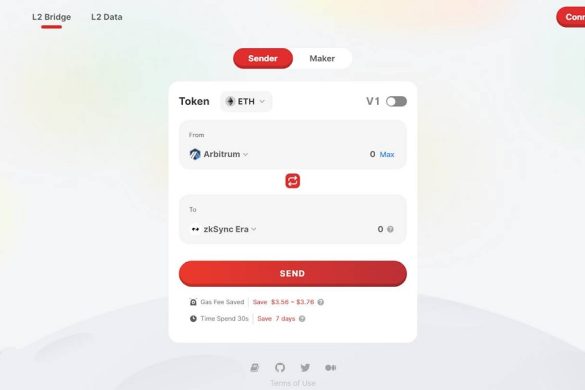 L2 Bridge L2 Data Conn
Sender Maker
Token ETH V1
From
Arbitrum 0 Max
To
zkSync Era 0
SEND
Gas Fee Saved | Save $3.56 ~ $3.76
Time Spend 30s | Save 7 days
Terms of Use